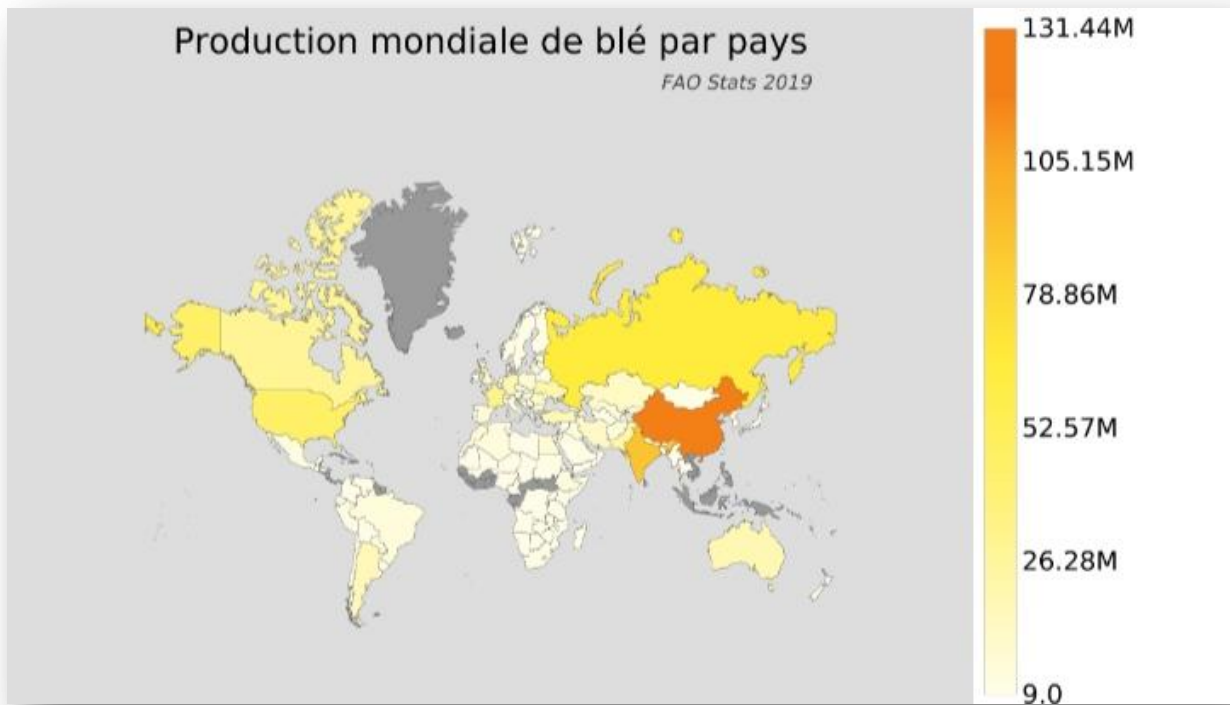 Production mondiale de blé par pays
FAO Stats 2019
131.44M
105.15M
78.86M
52.57M
26.28M
9.0